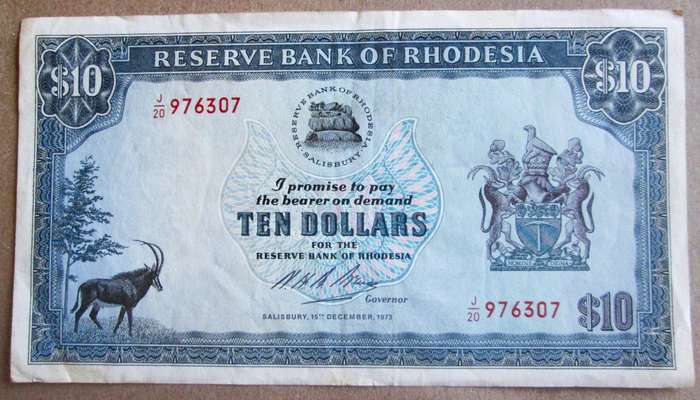 RESERVE BANK OF RHODESIA
$10
$10
J/20 976307
RESERVE BANK OF RHODESIA
SALISBURY
I promise to pay
the bearer on demand
TEN DOLLARS
FOR THE
RESERVE BANK OF RHODESIA
Governor
SALISBURY, 15TH DECEMBER, 1973
J/20 976307
$10